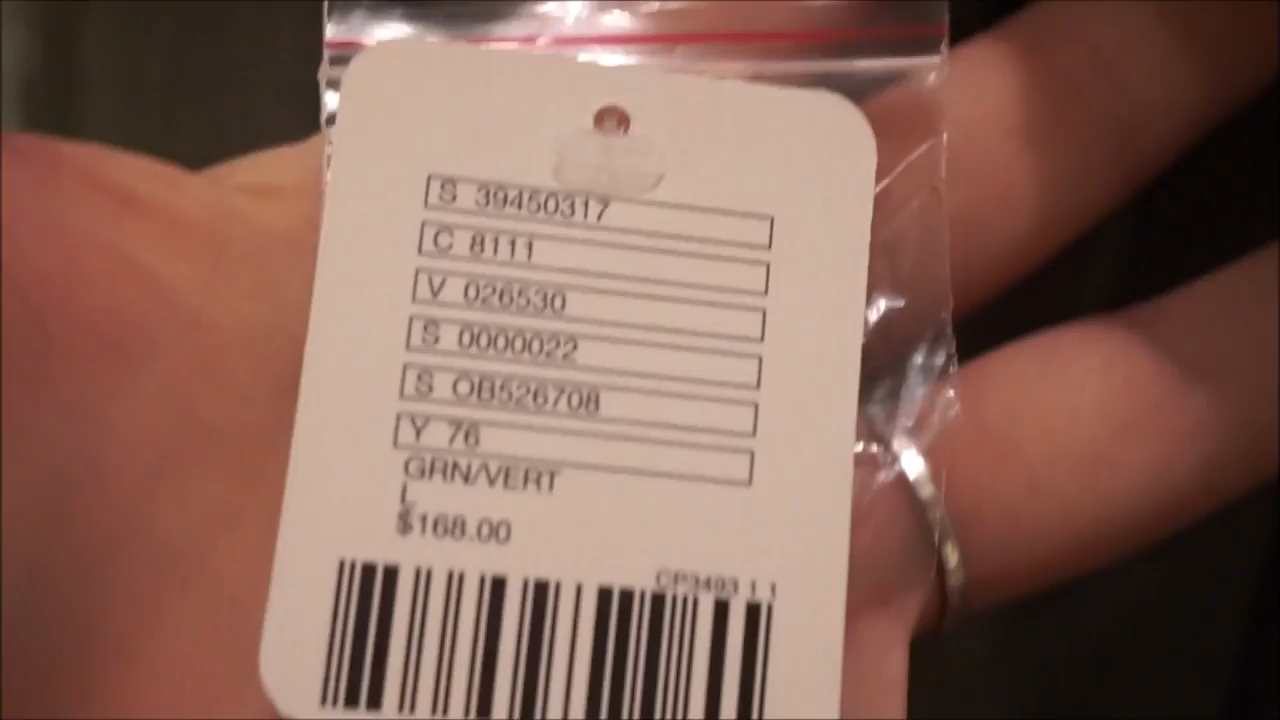 S 39450317
C 8111
V 026530
S 0000022
S OB526708
Y 76
GRN/VERT
L
$168.00
CP3493 1 1